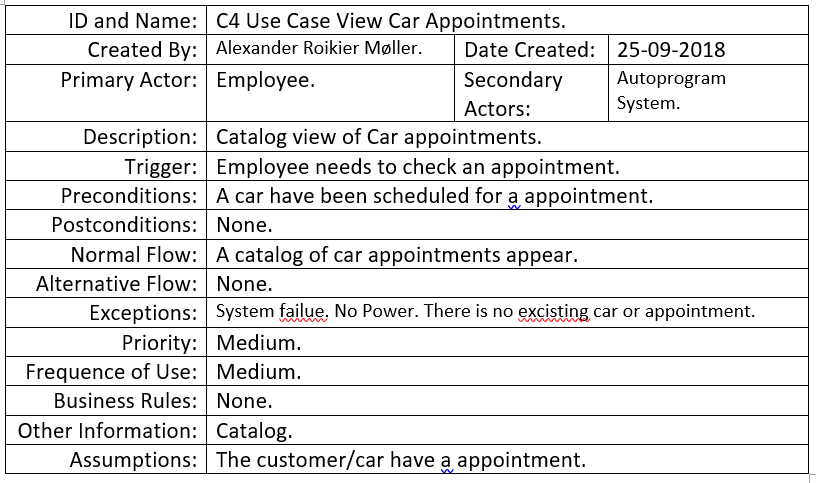 ID and Name: C4 Use Case View Car Appointments.
Created By: Alexander Roikier Møller. Date Created: 25-09-2018
Primary Actor: Employee. Secondary Actors: Autoprogram System.
Description: Catalog view of Car appointments.
Trigger: Employee needs to check an appointment.
Preconditions: A car have been scheduled for a appointment.
Postconditions: None.
Normal Flow: A catalog of car appointments appear.
Alternative Flow: None.
Exceptions: System failue. No Power. There is no excisting car or appointment.
Priority: Medium.
Frequence of Use: Medium.
Business Rules: None.
Other Information: Catalog.
Assumptions: The customer/car have a appointment.